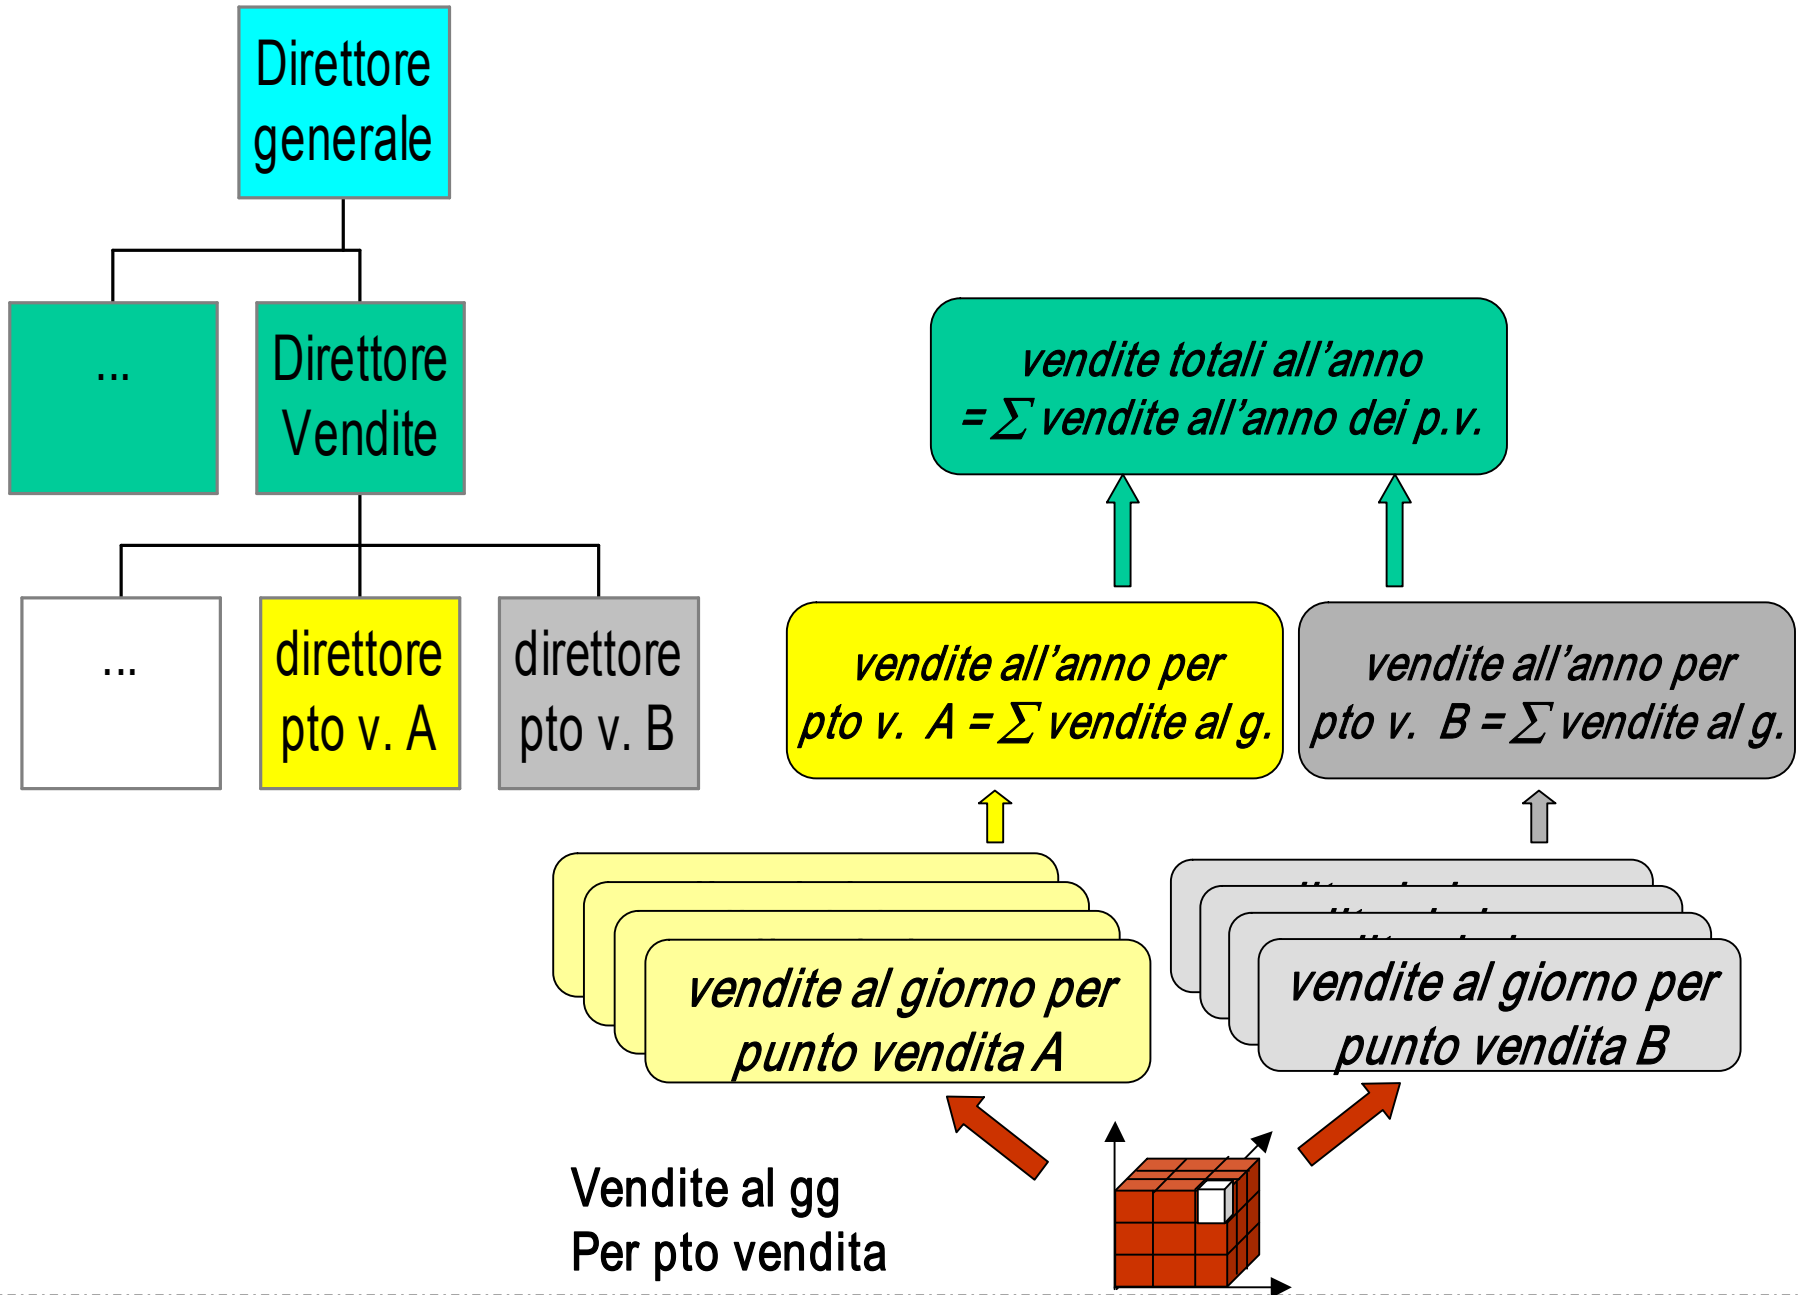 Direttore
generale
...
Direttore
Vendite
...
direttore
pto v. A
direttore
pto v. B
vendite totali all’anno
= ∑ vendite all’anno dei p.v.
vendite all’anno per
pto v. A = ∑ vendite al g.
vendite all’anno per
pto v. B = ∑ vendite al g.
vendite al giorno per
punto vendita A
vendite al giorno per
punto vendita B
Vendite al gg
Per pto vendita